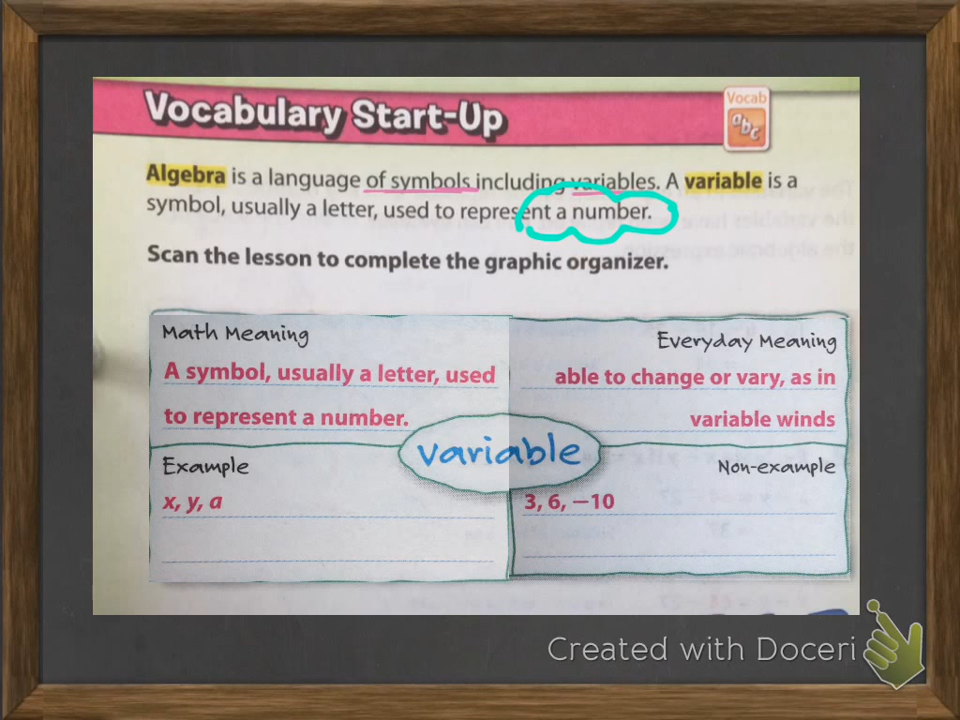 Vocabulary Start-Up
Vocab
abc
Algebra is a language of symbols including variables. A variable is a
symbol, usually a letter, used to represent a number.
Scan the lesson to complete the graphic organizer.
Math Meaning
A symbol, usually a letter, used
to represent a number.
Everyday Meaning
able to change or vary, as in
variable winds
variable
Example
x, y, a
Non-example
3, 6, −10
Created with Doceri